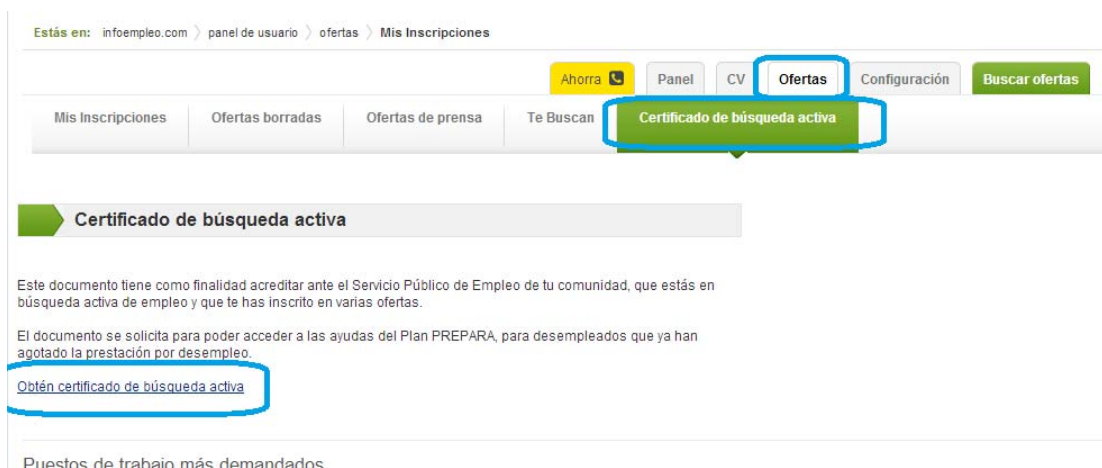 Estás en: infoempleo.com > panel de usuario > ofertas > Mis Inscripciones
Ahorra Panel CV Ofertas Configuración Buscar ofertas
Mis Inscripciones Ofertas borradas Ofertas de prensa Te Buscan Certificado de búsqueda activa
Certificado de búsqueda activa
Este documento tiene como finalidad acreditar ante el Servicio Público de Empleo de tu comunidad, que estás en
búsqueda activa de empleo y que te has inscrito en varias ofertas.
El documento se solicita para poder acceder a las ayudas del Plan PREPARA, para desempleados que ya han
agotado la prestación por desempleo.
Obtén certificado de búsqueda activa
Puestos de trabajo más demandados